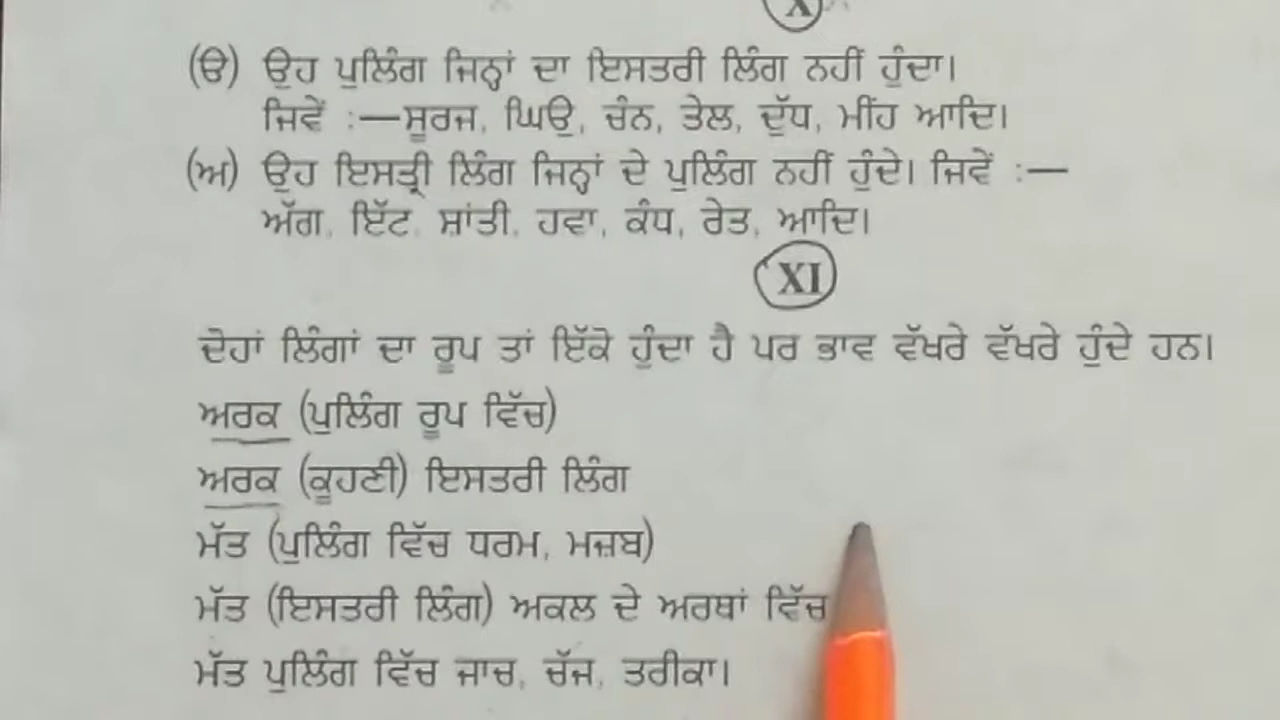 X
(ੳ) ਉਹ ਪੁਲਿੰਗ ਜਿਨ੍ਹਾਂ ਦਾ ਇਸਤਰੀ ਲਿੰਗ ਨਹੀਂ ਹੁੰਦਾ।
ਜਿਵੇਂ :—ਸੂਰਜ, ਘਿਉ, ਚੰਨ, ਤੇਲ, ਦੁੱਧ, ਮੀਂਹ ਆਦਿ।
(ਅ) ਉਹ ਇਸਤ੍ਰੀ ਲਿੰਗ ਜਿਨ੍ਹਾਂ ਦੇ ਪੁਲਿੰਗ ਨਹੀਂ ਹੁੰਦੇ। ਜਿਵੇਂ :—
ਅੱਗ, ਇੱਟ, ਸ਼ਾਂਤੀ, ਹਵਾ, ਕੰਧ, ਰੇਤ, ਆਦਿ।
XI
ਦੋਹਾਂ ਲਿੰਗਾਂ ਦਾ ਰੂਪ ਤਾਂ ਇੱਕੋ ਹੁੰਦਾ ਹੈ ਪਰ ਭਾਵ ਵੱਖਰੇ ਵੱਖਰੇ ਹੁੰਦੇ ਹਨ।
ਅਰਕ (ਪੁਲਿੰਗ ਰੂਪ ਵਿੱਚ)
ਅਰਕ (ਕੂਹਣੀ) ਇਸਤਰੀ ਲਿੰਗ
ਮੱਤ (ਪੁਲਿੰਗ ਵਿੱਚ ਧਰਮ, ਮਜ਼ਬ)
ਮੱਤ (ਇਸਤਰੀ ਲਿੰਗ) ਅਕਲ ਦੇ ਅਰਥਾਂ ਵਿੱਚ
ਮੱਤ ਪੁਲਿੰਗ ਵਿੱਚ ਜਾਚ, ਚੱਜ, ਤਰੀਕਾ।